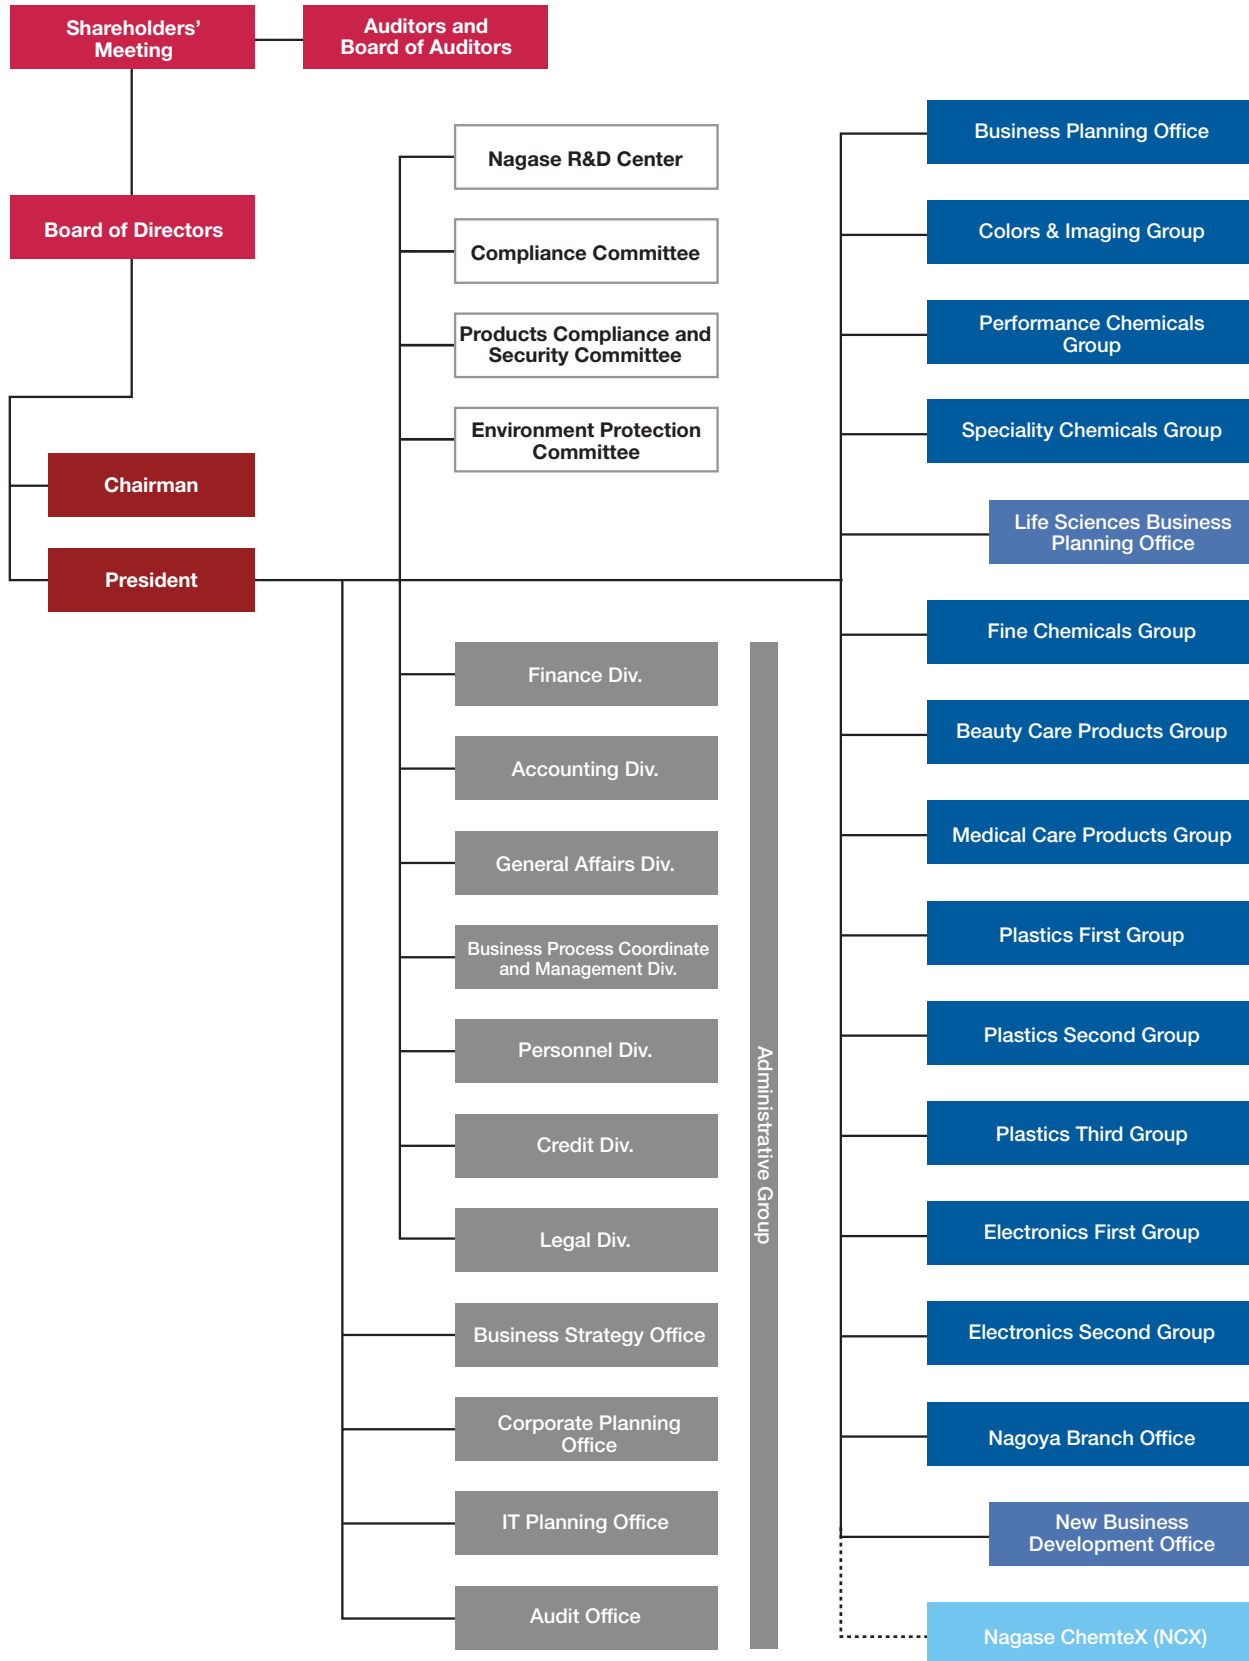 Shareholders’
Meeting
Auditors and
Board of Auditors
Board of Directors
Chairman
President
Nagase R&D Center
Compliance Committee
Products Compliance and
Security Committee
Environment Protection
Committee
Finance Div.
Accounting Div.
General Affairs Div.
Business Process Coordinate
and Management Div.
Personnel Div.
Credit Div.
Legal Div.
Business Strategy Office
Corporate Planning
Office
IT Planning Office
Audit Office
Administrative Group
Business Planning Office
Colors & Imaging Group
Performance Chemicals
Group
Speciality Chemicals Group
Life Sciences Business
Planning Office
Fine Chemicals Group
Beauty Care Products Group
Medical Care Products Group
Plastics First Group
Plastics Second Group
Plastics Third Group
Electronics First Group
Electronics Second Group
Nagoya Branch Office
New Business
Development Office
Nagase ChemteX (NCX)